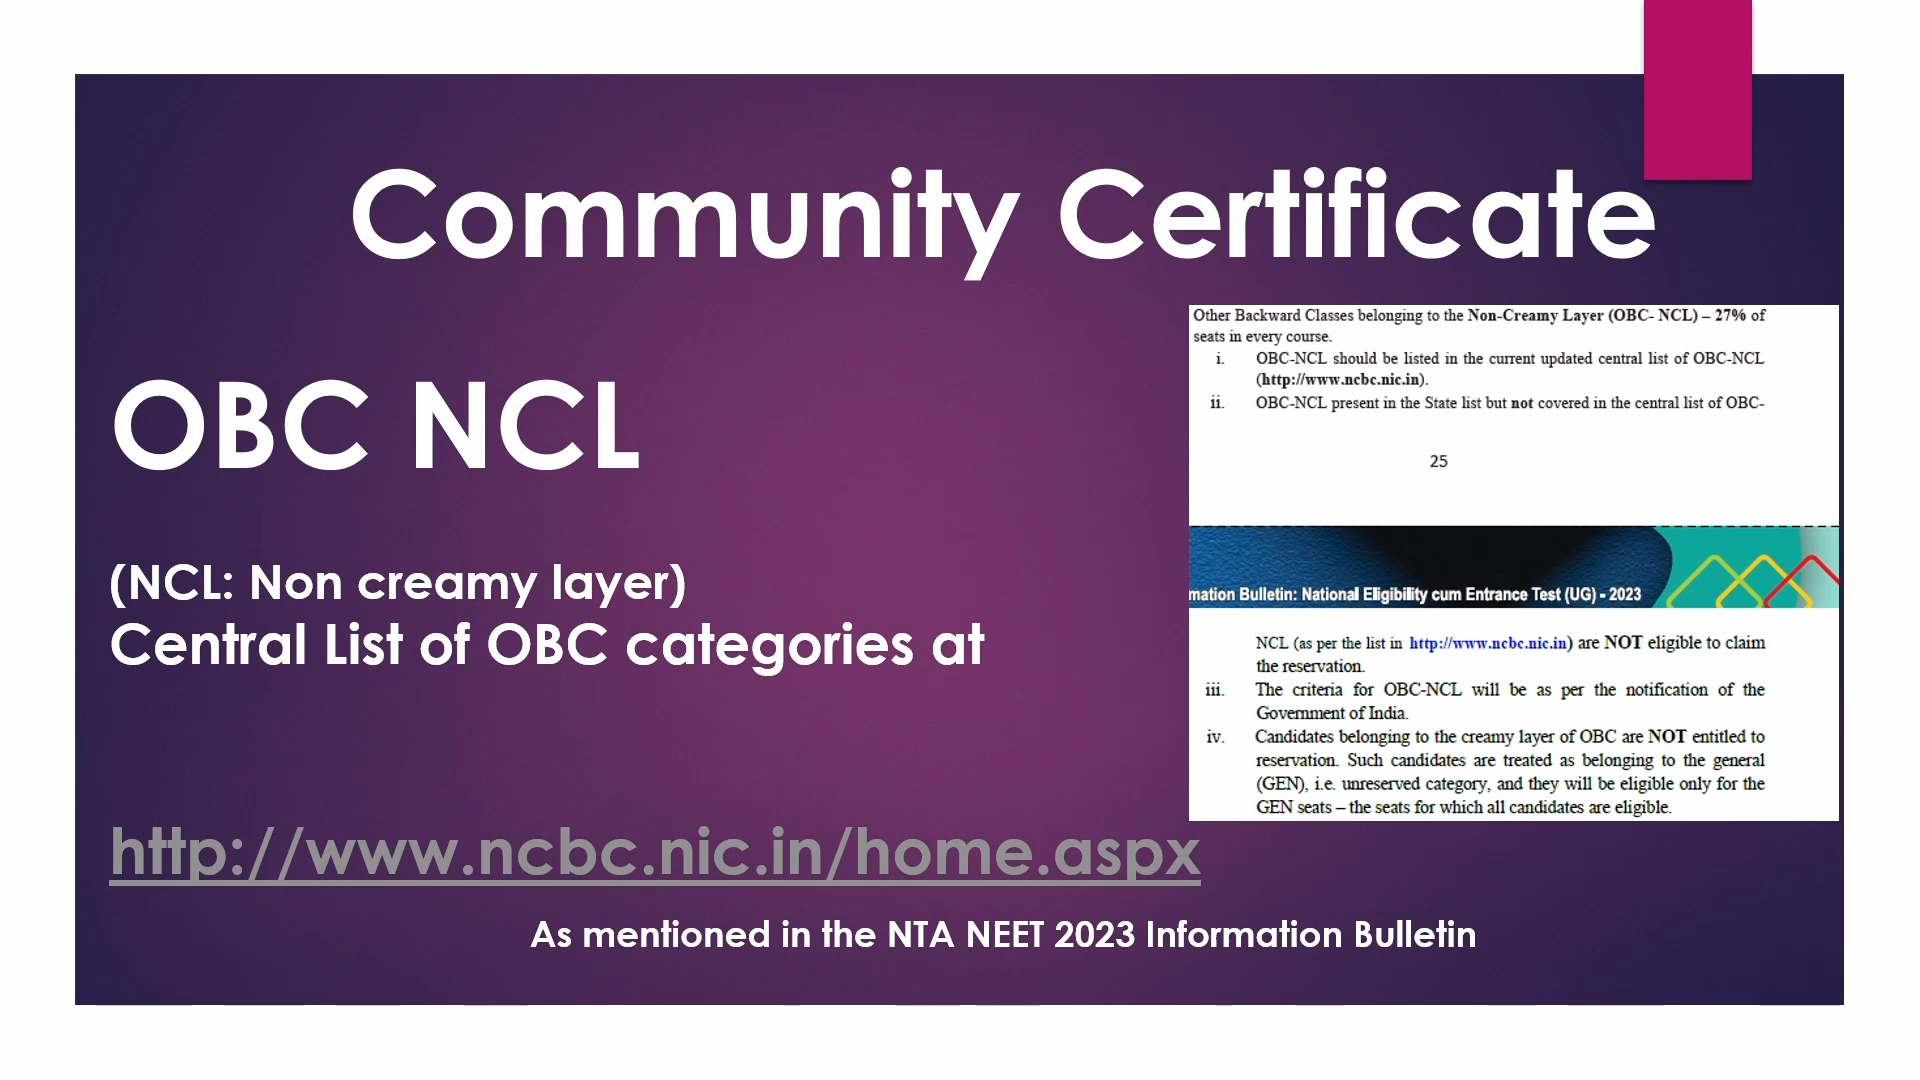 Community Certificate
OBC NCL
(NCL: Non creamy layer)
Central List of OBC categories at
http://www.ncbc.nic.in/home.aspx
Other Backward Classes belonging to the Non-Creamy Layer (OBC- NCL) – 27% of
seats in every course.
i. OBC-NCL should be listed in the current updated central list of OBC-NCL
(http://www.ncbc.nic.in).
ii. OBC-NCL present in the State list but not covered in the central list of OBC-
25
mation Bulletin: National Eligibility cum Entrance Test (UG) - 2023
NCL (as per the list in http://www.ncbc.nic.in) are NOT eligible to claim
the reservation.
iii. The criteria for OBC-NCL will be as per the notification of the
Government of India.
iv. Candidates belonging to the creamy layer of OBC are NOT entitled to
reservation. Such candidates are treated as belonging to the general
(GEN), i.e. unreserved category, and they will be eligible only for the
GEN seats – the seats for which all candidates are eligible.
As mentioned in the NTA NEET 2023 Information Bulletin